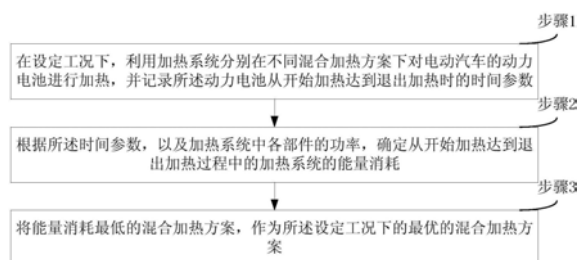 步骤1
在设定工况下，利用加热系统分别在不同混合加热方案下对电动汽车的动力
电池进行加热，并记录所述动力电池从开始加热达到退出加热时的时间参数
步骤2
根据所述时间参数，以及加热系统中各部件的功率，确定从开始加热达到退
出加热过程中的加热系统的能量消耗
步骤3
将能量消耗最低的混合加热方案，作为所述设定工况下的最优的混合加热方
案